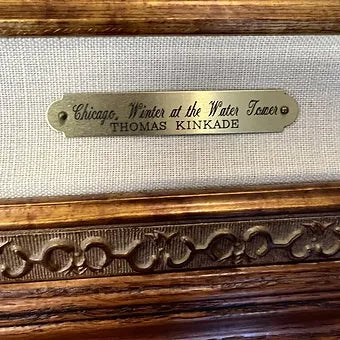 Chicago, Winter at the Water Tower
THOMAS KINKADE